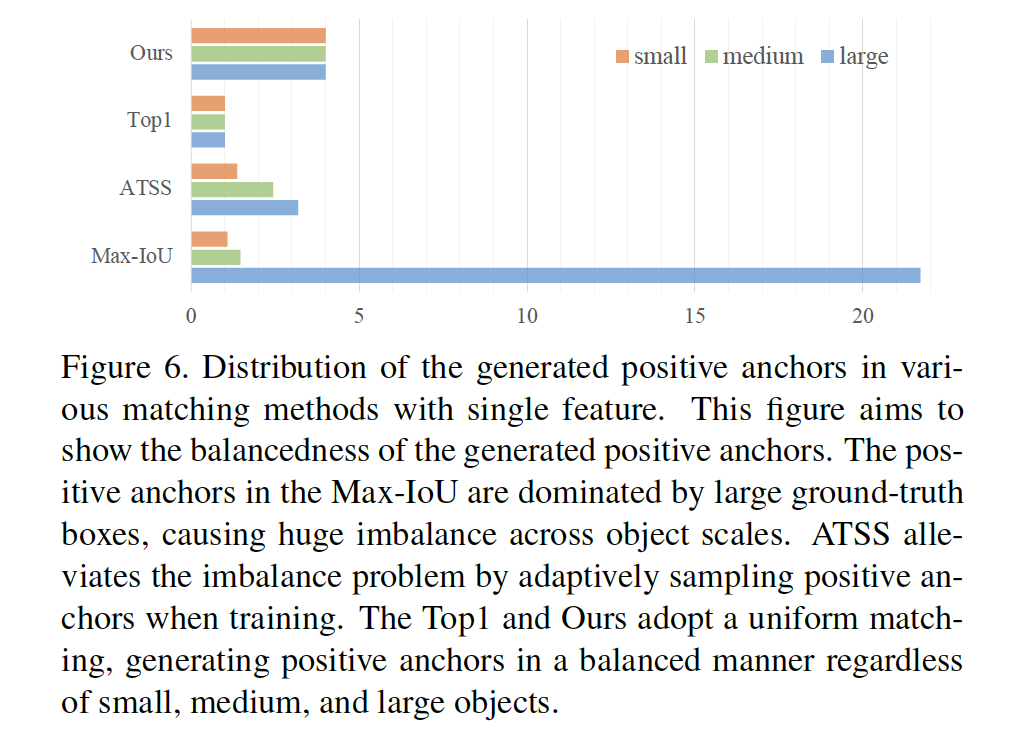 Ours
small medium large
Top1
ATSS
Max-IoU
0 5 10 15 20
Figure 6. Distribution of the generated positive anchors in vari-
ous matching methods with single feature. This figure aims to
show the balancedness of the generated positive anchors. The pos-
itive anchors in the Max-IoU are dominated by large ground-truth
boxes, causing huge imbalance across object scales. ATSS alle-
viates the imbalance problem by adaptively sampling positive an-
chors when training. The Top1 and Ours adopt a uniform match-
ing, generating positive anchors in a balanced manner regardless
of small, medium, and large objects.